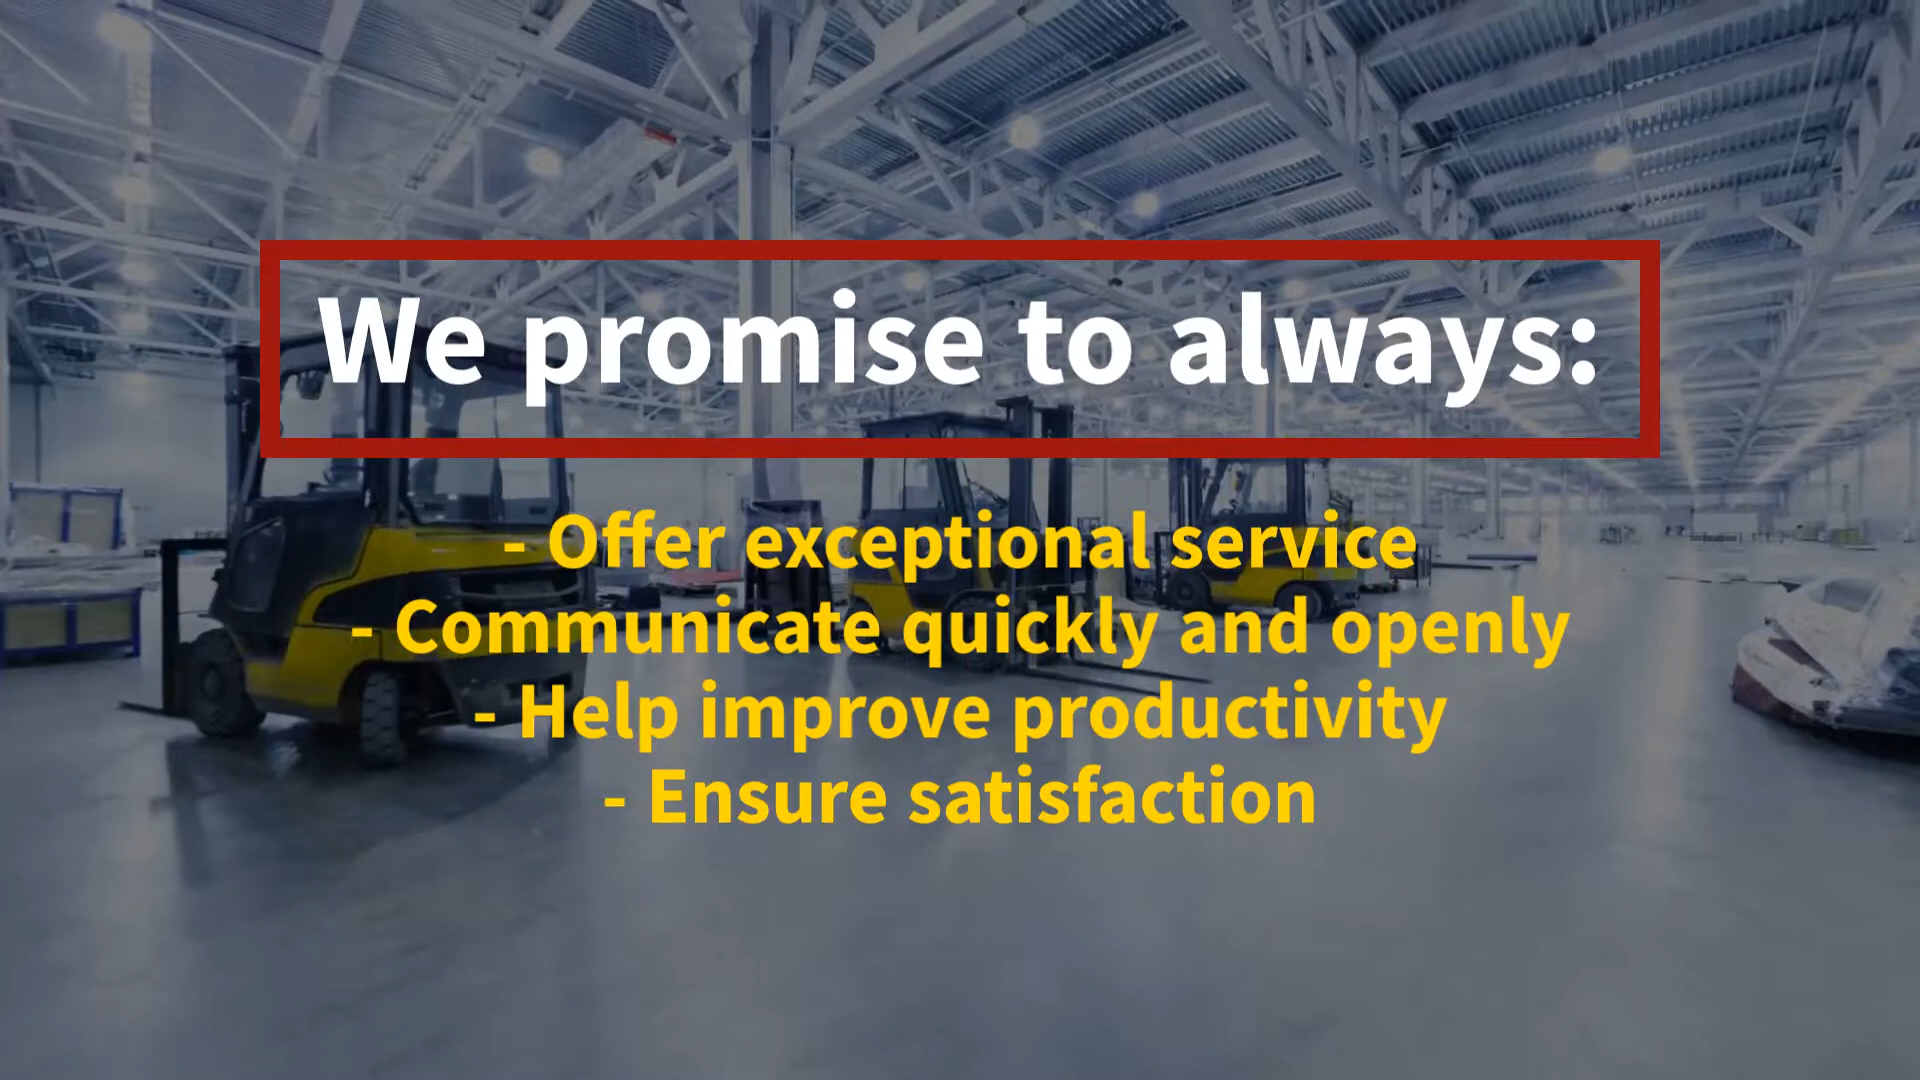 We promise to always:
- Offer exceptional service
- Communicate quickly and openly
- Help improve productivity
- Ensure satisfaction